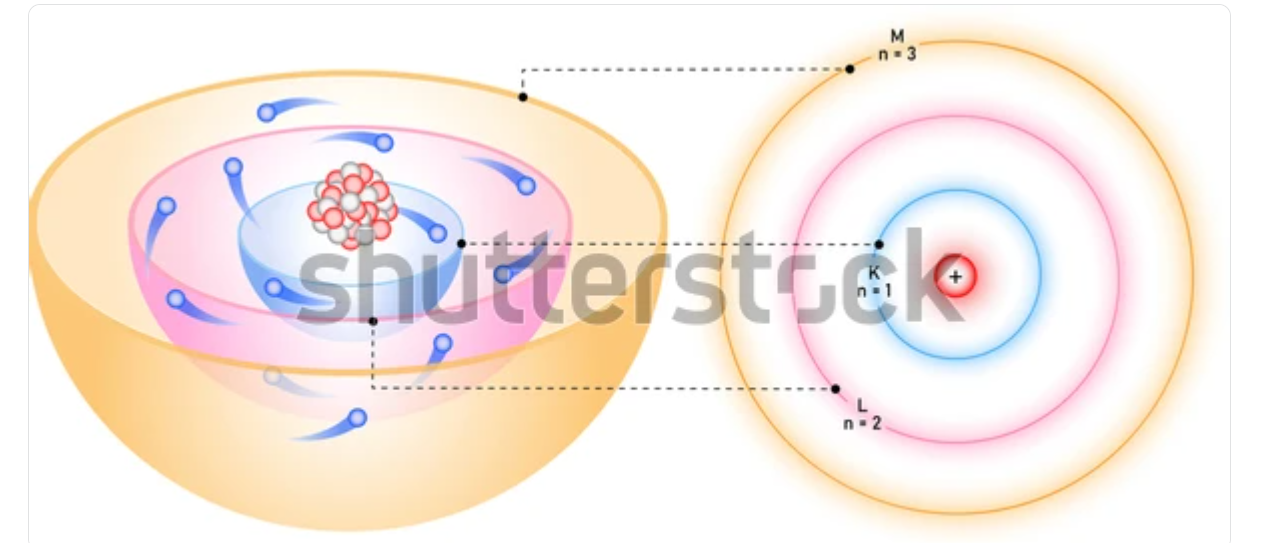 M
n = 3
shutterstock
K
n = 1
+
L
n = 2